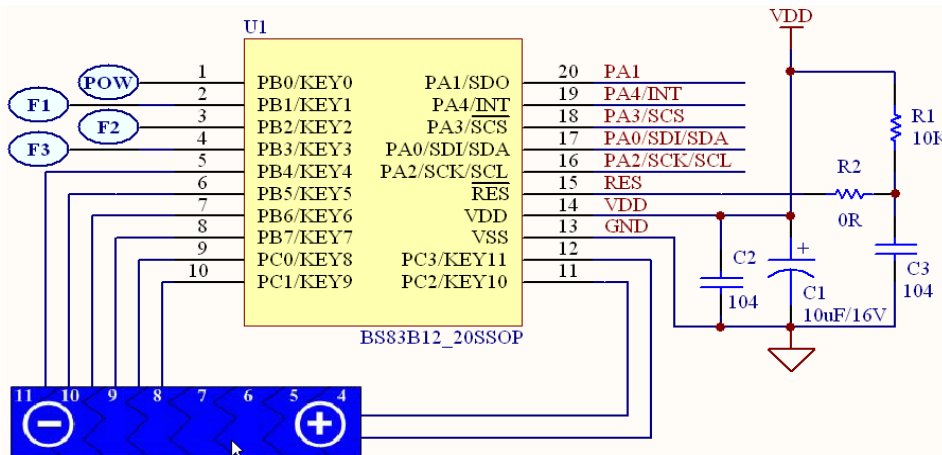 U1
VDD
POW 1 PB0/KEY0 PA1/SDO 20 PA1
F1 2 PB1/KEY1 PA4/INT 19 PA4/INT
F2 3 PB2/KEY2 PA3/SCS 18 PA3/SCS
F3 4 PB3/KEY3 PA0/SDI/SDA 17 PA0/SDI/SDA
5 PB4/KEY4 PA2/SCK/SCL 16 PA2/SCK/SCL
6 PB5/KEY5 RES 15 RES
7 PB6/KEY6 VDD 14 VDD
8 PB7/KEY7 VSS 13 GND
9 PC0/KEY8 PC3/KEY11 12
10 PC1/KEY9 PC2/KEY10 11
BS83B12_20SSOP
R1
10K
R2
0R
C2
104
+
C1
10uF/16V
C3
104
11 10 9 8 7 6 5 4
− +